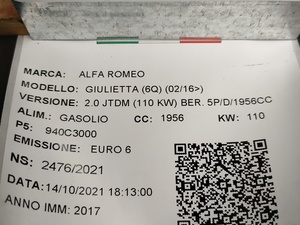 MARCA: ALFA ROMEO
MODELLO: GIULIETTA (6Q) (02/16>)
VERSIONE: 2.0 JTDM (110 KW) BER. 5P/D/1956CC
ALIM.: GASOLIO CC: 1956 KW: 110
P5: 940C3000
EMISSIONE: EURO 6
NS: 2476/2021
DATA:14/10/2021 18:13:00
ANNO IMM: 2017